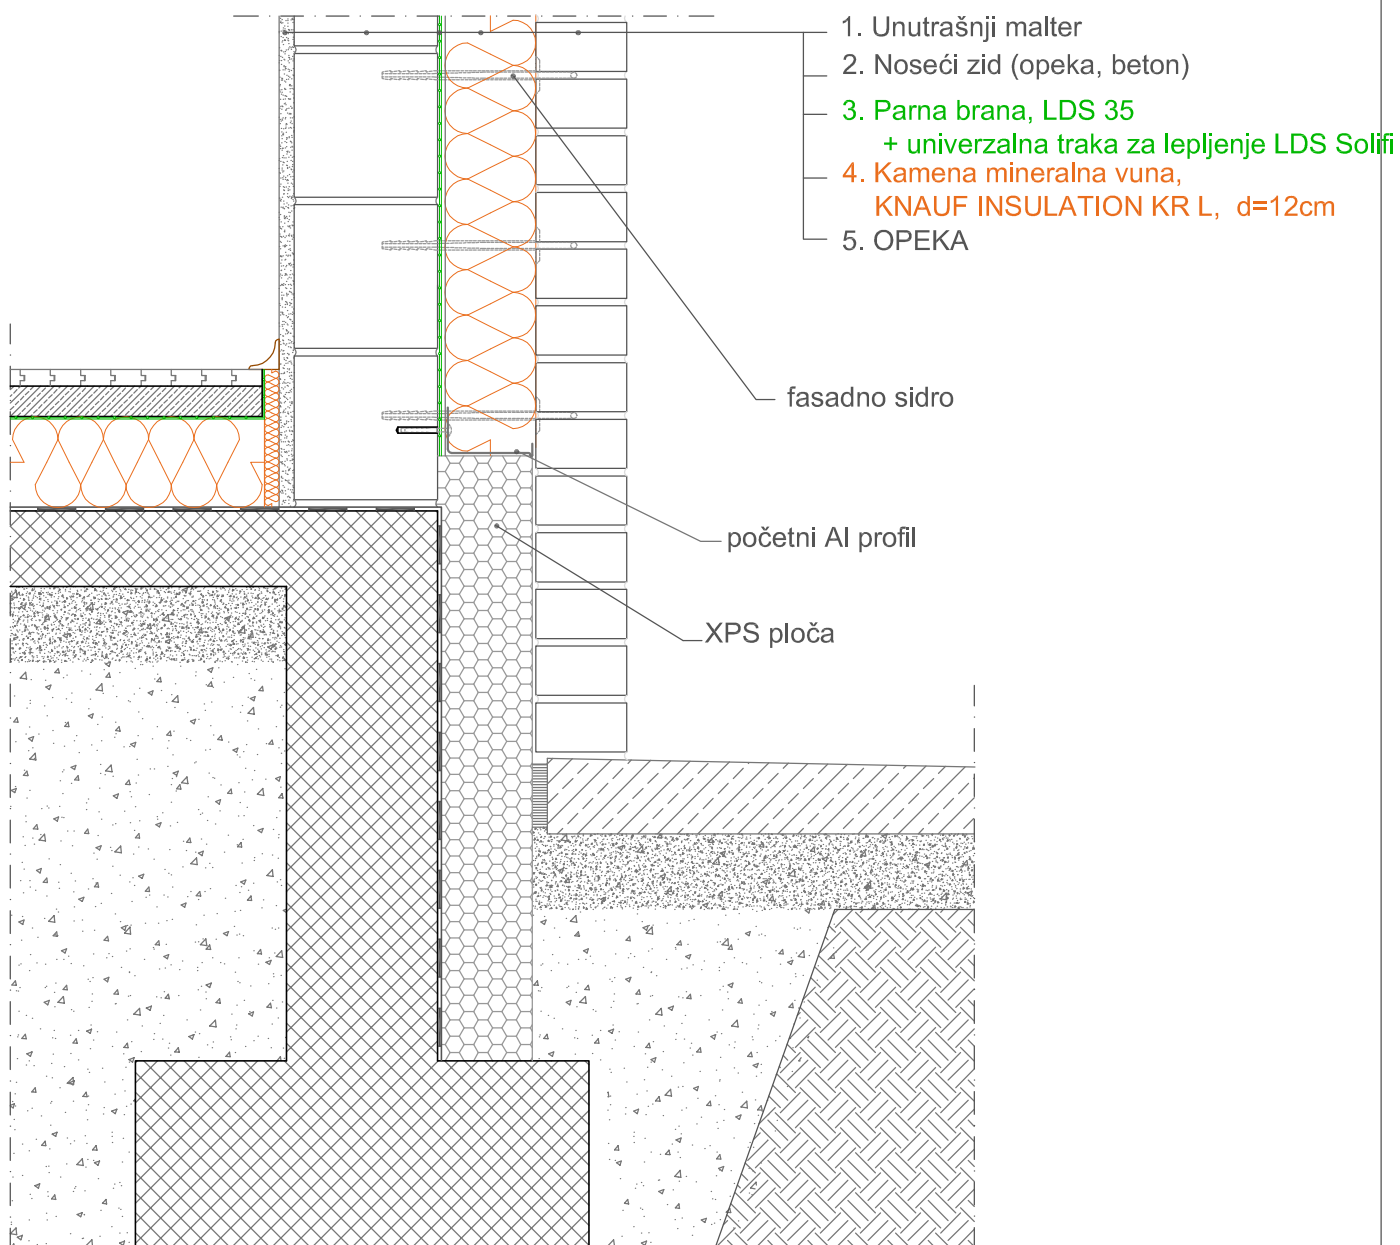 1. Unutrašnji malter
2. Noseći zid (opeka, beton)
3. Parna brana, LDS 35
+ univerzalna traka za lepljenje LDS Solifi
4. Kamena mineralna vuna,
KNAUF INSULATION KR L, d=12cm
5. OPEKA
fasadno sidro
početni Al profil
XPS ploča